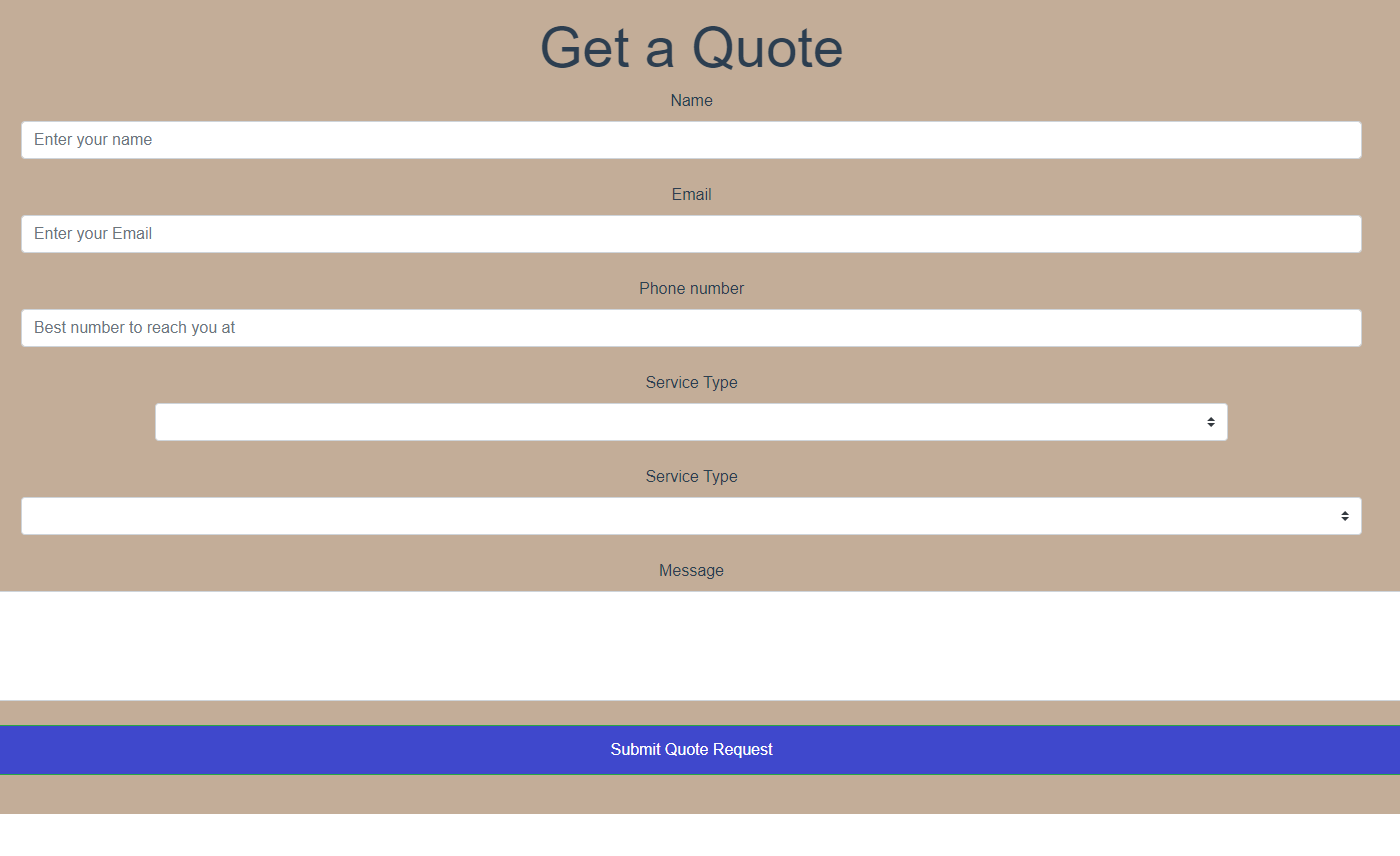 Get a Quote
Name
Enter your name
Email
Enter your Email
Phone number
Best number to reach you at
Service Type
Service Type
Message
Submit Quote Request